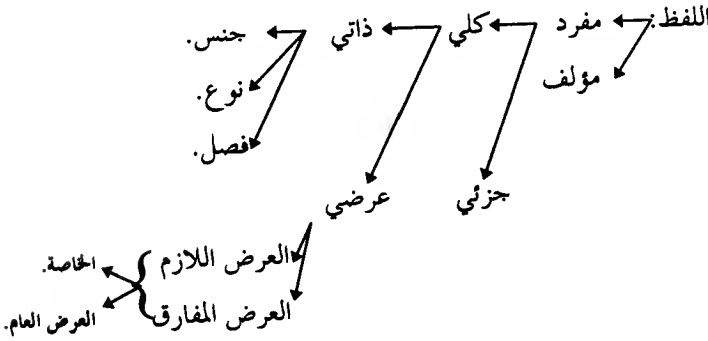 اللفظ: مفرد كلي ذاتي جنس.
مؤلف نوع.
فصل.
جزئي عرضي
العرض اللازم الخاصة.
العرض المفارق العرض العام.